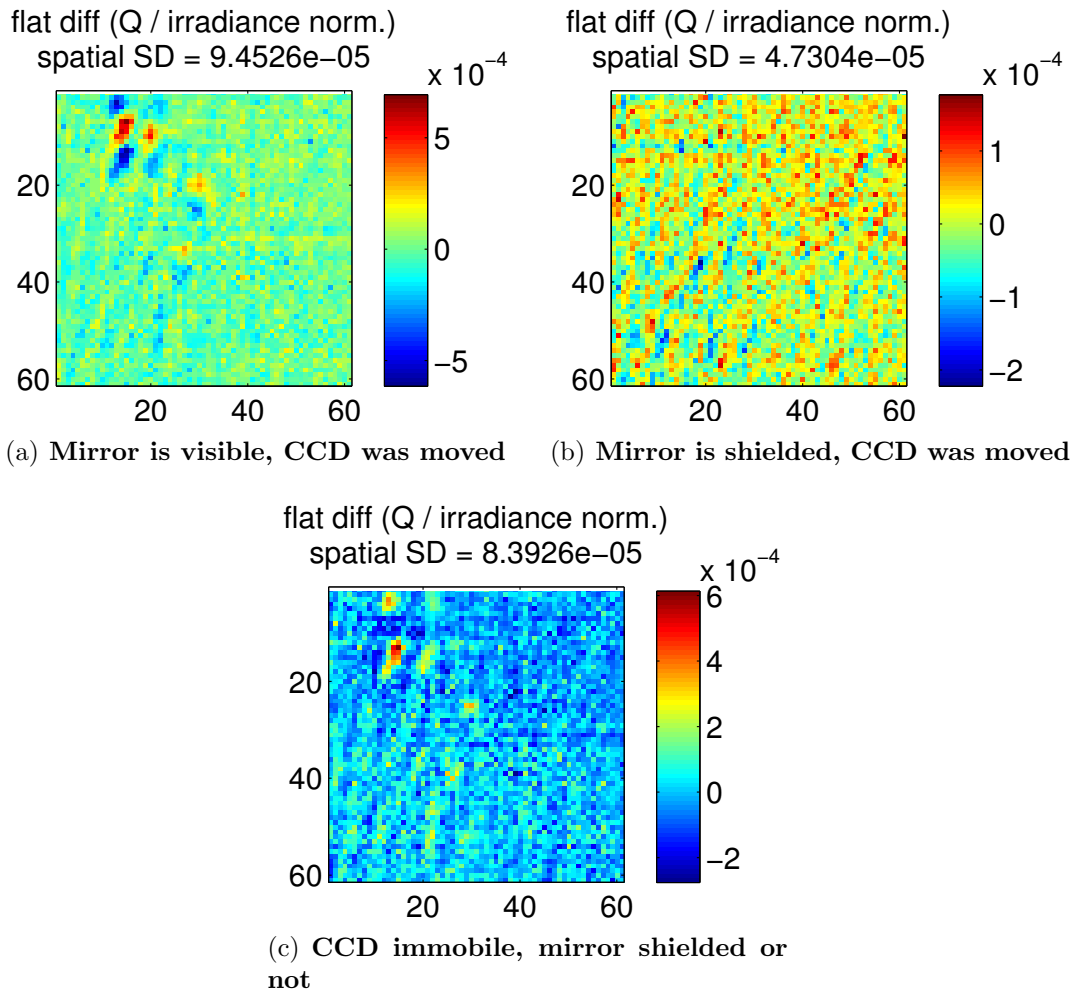 flat diff (Q / irradiance norm.)
spatial SD = 9.4526e−05
x 10⁻⁴
5
0
−5
20
40
60
20 40 60
(a) Mirror is visible, CCD was moved
flat diff (Q / irradiance norm.)
spatial SD = 4.7304e−05
x 10⁻⁴
1
0
−1
−2
20
40
60
20 40 60
(b) Mirror is shielded, CCD was moved
flat diff (Q / irradiance norm.)
spatial SD = 8.3926e−05
x 10⁻⁴
6
4
2
0
−2
20
40
60
20 40 60
(c) CCD immobile, mirror shielded or
not